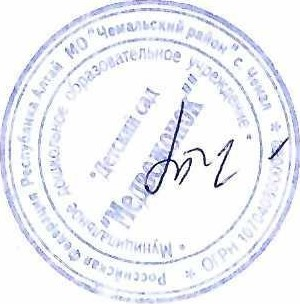 Российская Федерация Республика Алтай МО "Чемальский район" с. Чемал *
* Муниципальное дошкольное образовательное учреждение "
"Детский сад
"Медвежонок"
* ОГРН